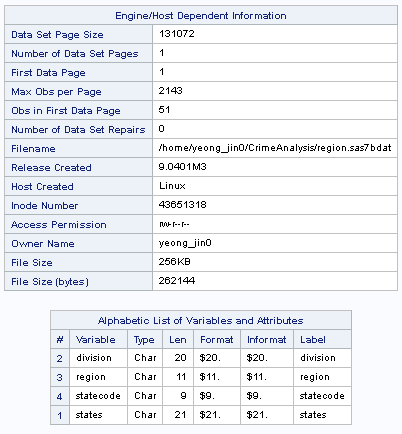 Engine/Host Dependent Information
Data Set Page Size 131072
Number of Data Set Pages 1
First Data Page 1
Max Obs per Page 2143
Obs in First Data Page 51
Number of Data Set Repairs 0
Filename /home/yeong_jin0/CrimeAnalysis/region.sas7bdat
Release Created 9.0401M3
Host Created Linux
Inode Number 43651318
Access Permission rw-r--r--
Owner Name yeong_jin0
File Size 256KB
File Size (bytes) 262144
Alphabetic List of Variables and Attributes
# Variable Type Len Format Informat Label
2 division Char 20 $20. $20. division
3 region Char 11 $11. $11. region
4 statecode Char 9 $9. $9. statecode
1 states Char 21 $21. $21. states